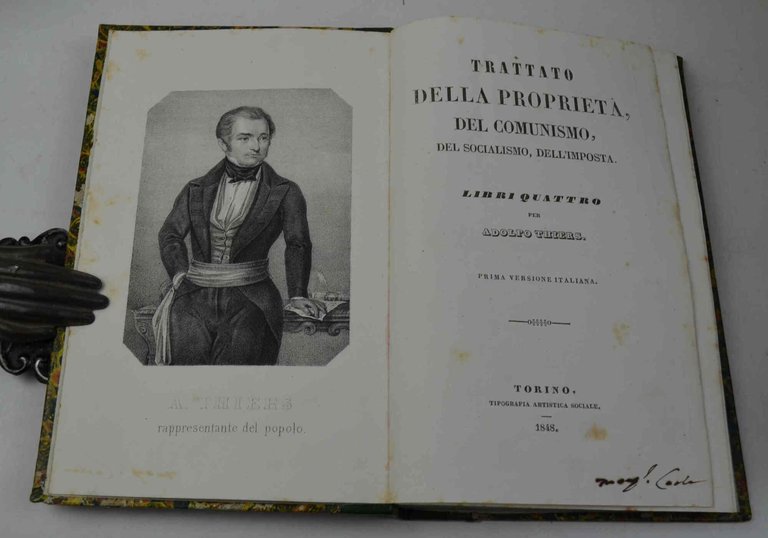 A. THIERS
rappresentante del popolo.
TRATTATO
DELLA PROPRIETÀ,
DEL COMUNISMO,
DEL SOCIALISMO, DELL'IMPOSTA.
LIBRI QUATTRO
PER
ADOLFO THIERS.
PRIMA VERSIONE ITALIANA.
TORINO,
TIPOGRAFIA ARTISTICA SOCIALE,
1848.